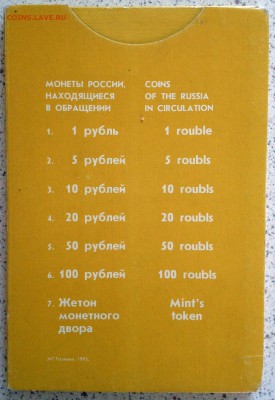 COINS.LAVE.RU
МОНЕТЫ РОССИИ, COINS
НАХОДЯЩИЕСЯ OF THE RUSSIA
В ОБРАЩЕНИИ IN CIRCULATION
1. 1 рубль 1 rouble
2. 5 рублей 5 roubls
3. 10 рублей 10 roubls
4. 20 рублей 20 roubls
5. 50 рублей 50 roubls
6. 100 рублей 100 roubls
7. Жетон Mint's
монетного token
двора